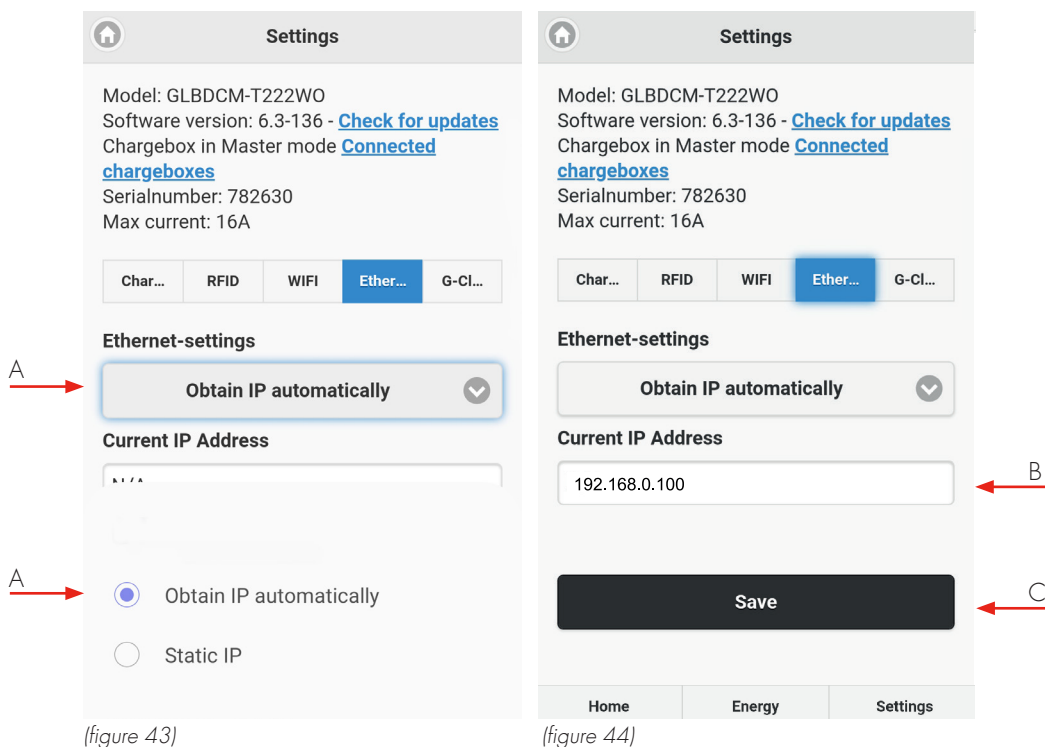 Settings
Model: GLBDCM-T222WO
Software version: 6.3-136 - Check for updates
Chargebox in Master mode Connected
chargeboxes
Serialnumber: 782630
Max current: 16A
Char...
RFID
WIFI
Ether...
G-Cl...
Ethernet-settings
A
Obtain IP automatically
Current IP Address
N/A
A
Obtain IP automatically
Static IP
(figure 43)
Settings
Model: GLBDCM-T222WO
Software version: 6.3-136 - Check for updates
Chargebox in Master mode Connected
chargeboxes
Serialnumber: 782630
Max current: 16A
Char...
RFID
WIFI
Ether...
G-Cl...
Ethernet-settings
Obtain IP automatically
Current IP Address
192.168.0.100
B
Save
C
Home
Energy
Settings
(figure 44)